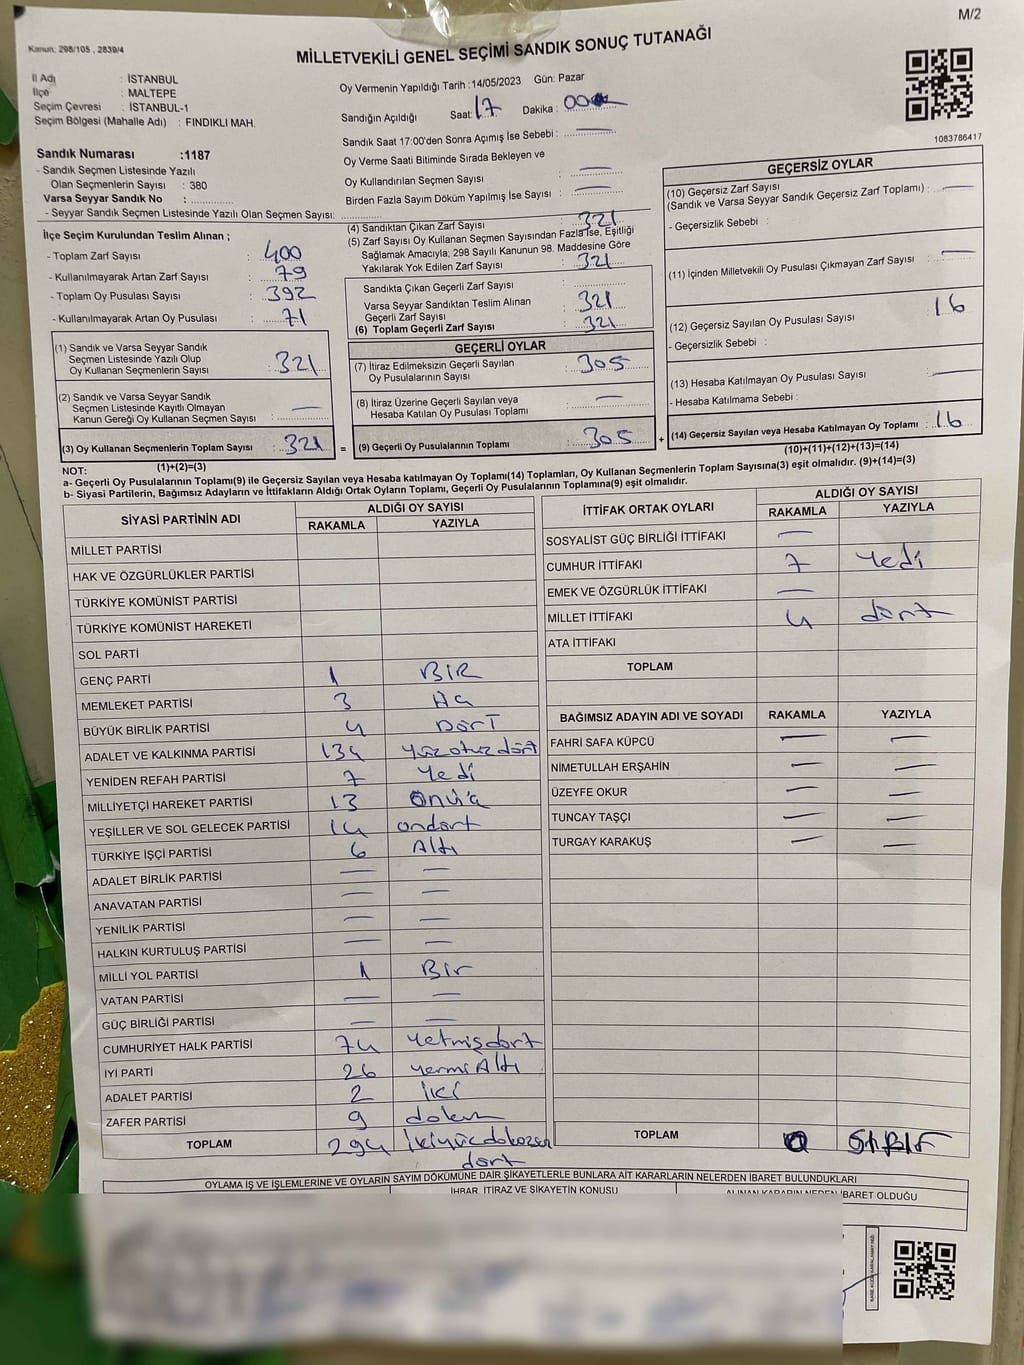 M/2
Kanun: 298/105 , 2839/4
MİLLETVEKİLİ GENEL SEÇİMİ SANDIK SONUÇ TUTANAĞI
İl Adı : İSTANBUL
İlçe : MALTEPE
Seçim Çevresi : İSTANBUL-1
Seçim Bölgesi (Mahalle Adı) : FINDIKLI MAH.
Sandık Numarası :1187
- Sandık Seçmen Listesinde Yazılı
Olan Seçmenlerin Sayısı : 380
Varsa Seyyar Sandık No :
- Seyyar Sandık Seçmen Listesinde Yazılı Olan Seçmen Sayısı:
Oy Vermenin Yapıldığı Tarih :14/05/2023 Gün: Pazar
Sandığın Açıldığı Saat: 17 Dakika : 00
Sandık Saat 17:00'den Sonra Açımış İse Sebebi : —
Oy Verme Saati Bitiminde Sırada Bekleyen ve
Oy Kullandırılan Seçmen Sayısı : —
Birden Fazla Sayım Döküm Yapılmış İse Sayısı : —
1083786417
İlçe Seçim Kurulundan Teslim Alınan ;
- Toplam Zarf Sayısı : 400
- Kullanılmayarak Artan Zarf Sayısı : 79
- Toplam Oy Pusulası Sayısı : 392
- Kullanılmayarak Artan Oy Pusulası : 71
(1) Sandık ve Varsa Seyyar Sandık
Seçmen Listesinde Yazılı Olup
Oy Kullanan Seçmenlerin Sayısı : 321
(2) Sandık ve Varsa Seyyar Sandık
Seçmen Listesinde Kayıtlı Olmayan
Kanun Gereği Oy Kullanan Seçmen Sayısı : —
(3) Oy Kullanan Seçmenlerin Toplam Sayısı : 321 =
(1)+(2)=(3)
(4) Sandıktan Çıkan Zarf Sayısı : 321
(5) Zarf Sayısı Oy Kullanan Seçmen Sayısından Fazla İse, Eşitliği
Sağlamak Amacıyla; 298 Sayılı Kanunun 98. Maddesine Göre
Yakılarak Yok Edilen Zarf Sayısı : 321
Sandıkta Çıkan Geçerli Zarf Sayısı :
Varsa Seyyar Sandıktan Teslim Alınan
Geçerli Zarf Sayısı : 321
(6) Toplam Geçerli Zarf Sayısı : 321
GEÇERLİ OYLAR
(7) İtiraz Edilmeksizin Geçerli Sayılan
Oy Pusulalarının Sayısı : 305
(8) İtiraz Üzerine Geçerli Sayılan veya
Hesaba Katılan Oy Pusulası Toplamı : —
(9) Geçerli Oy Pusulalarının Toplamı : 305 +
GEÇERSİZ OYLAR
(10) Geçersiz Zarf Sayısı
(Sandık ve Varsa Seyyar Sandık Geçersiz Zarf Toplamı) : —
- Geçersizlik Sebebi :
(11) İçinden Milletvekili Oy Pusulası Çıkmayan Zarf Sayısı : —
(12) Geçersiz Sayılan Oy Pusulası Sayısı : 16
- Geçersizlik Sebebi :
(13) Hesaba Katılmayan Oy Pusulası Sayısı : —
- Hesaba Katılmama Sebebi :
(14) Geçersiz Sayılan veya Hesaba Katılmayan Oy Toplamı : 16
(10)+(11)+(12)+(13)=(14)
NOT:
a- Geçerli Oy Pusulalarının Toplamı(9) ile Geçersiz Sayılan veya Hesaba katılmayan Oy Toplamı(14) Toplamları, Oy Kullanan Seçmenlerin Toplam Sayısına(3) eşit olmalıdır. (9)+(14)=(3)
b- Siyasi Partilerin, Bağımsız Adayların ve İttifakların Aldığı Ortak Oyların Toplamı, Geçerli Oy Pusulalarının Toplamına(9) eşit olmalıdır.
SİYASİ PARTİNİN ADI ALDIĞI OY SAYISI
RAKAMLA YAZIYLA
MİLLET PARTİSİ
HAK VE ÖZGÜRLÜKLER PARTİSİ
TÜRKİYE KOMÜNİST PARTİSİ
TÜRKİYE KOMÜNİST HAREKETİ
SOL PARTİ
GENÇ PARTİ 1 BİR
MEMLEKET PARTİSİ 3
BÜYÜK BİRLİK PARTİSİ 4 DÖRT
ADALET VE KALKINMA PARTİSİ 134 yüzotuzdört
YENİDEN REFAH PARTİSİ 7 Yedi
MİLLİYETÇİ HAREKET PARTİSİ 13
YEŞİLLER VE SOL GELECEK PARTİSİ 14 ondört
TÜRKİYE İŞÇİ PARTİSİ 6 Altı
ADALET BİRLİK PARTİSİ — —
ANAVATAN PARTİSİ — —
YENİLİK PARTİSİ — —
HALKIN KURTULUŞ PARTİSİ — —
MİLLİ YOL PARTİSİ 1 Bir
VATAN PARTİSİ — —
GÜÇ BİRLİĞİ PARTİSİ — —
CUMHURİYET HALK PARTİSİ 74 Yetmişdört
İYİ PARTİ 26 yermi Altı
ADALET PARTİSİ 2 İki
ZAFER PARTİSİ 9
TOPLAM 294 İkiyüzdokzan
dört
İTTİFAK ORTAK OYLARI ALDIĞI OY SAYISI
RAKAMLA YAZIYLA
SOSYALİST GÜÇ BİRLİĞİ İTTİFAKI —
CUMHUR İTTİFAKI 7 Yedi
EMEK VE ÖZGÜRLÜK İTTİFAKI —
MİLLET İTTİFAKI 4 dört
ATA İTTİFAKI
TOPLAM
BAĞIMSIZ ADAYIN ADI VE SOYADI RAKAMLA YAZIYLA
FAHRİ SAFA KÜPCÜ — —
NİMETULLAH ERŞAHİN — —
ÜZEYFE OKUR — —
TUNCAY TAŞÇI — —
TURGAY KARAKUŞ — —
TOPLAM 0 SIFIR
OYLAMA İŞ VE İŞLEMLERİNE VE OYLARIN SAYIM DÖKÜMÜNE DAİR ŞİKAYETLERLE BUNLARA AİT KARARLARIN NELERDEN İBARET BULUNDUKLARI
İHBAR, İTİRAZ VE ŞİKAYETİN KONUSU
ALINAN KARARIN NEDEN İBARET OLDUĞU